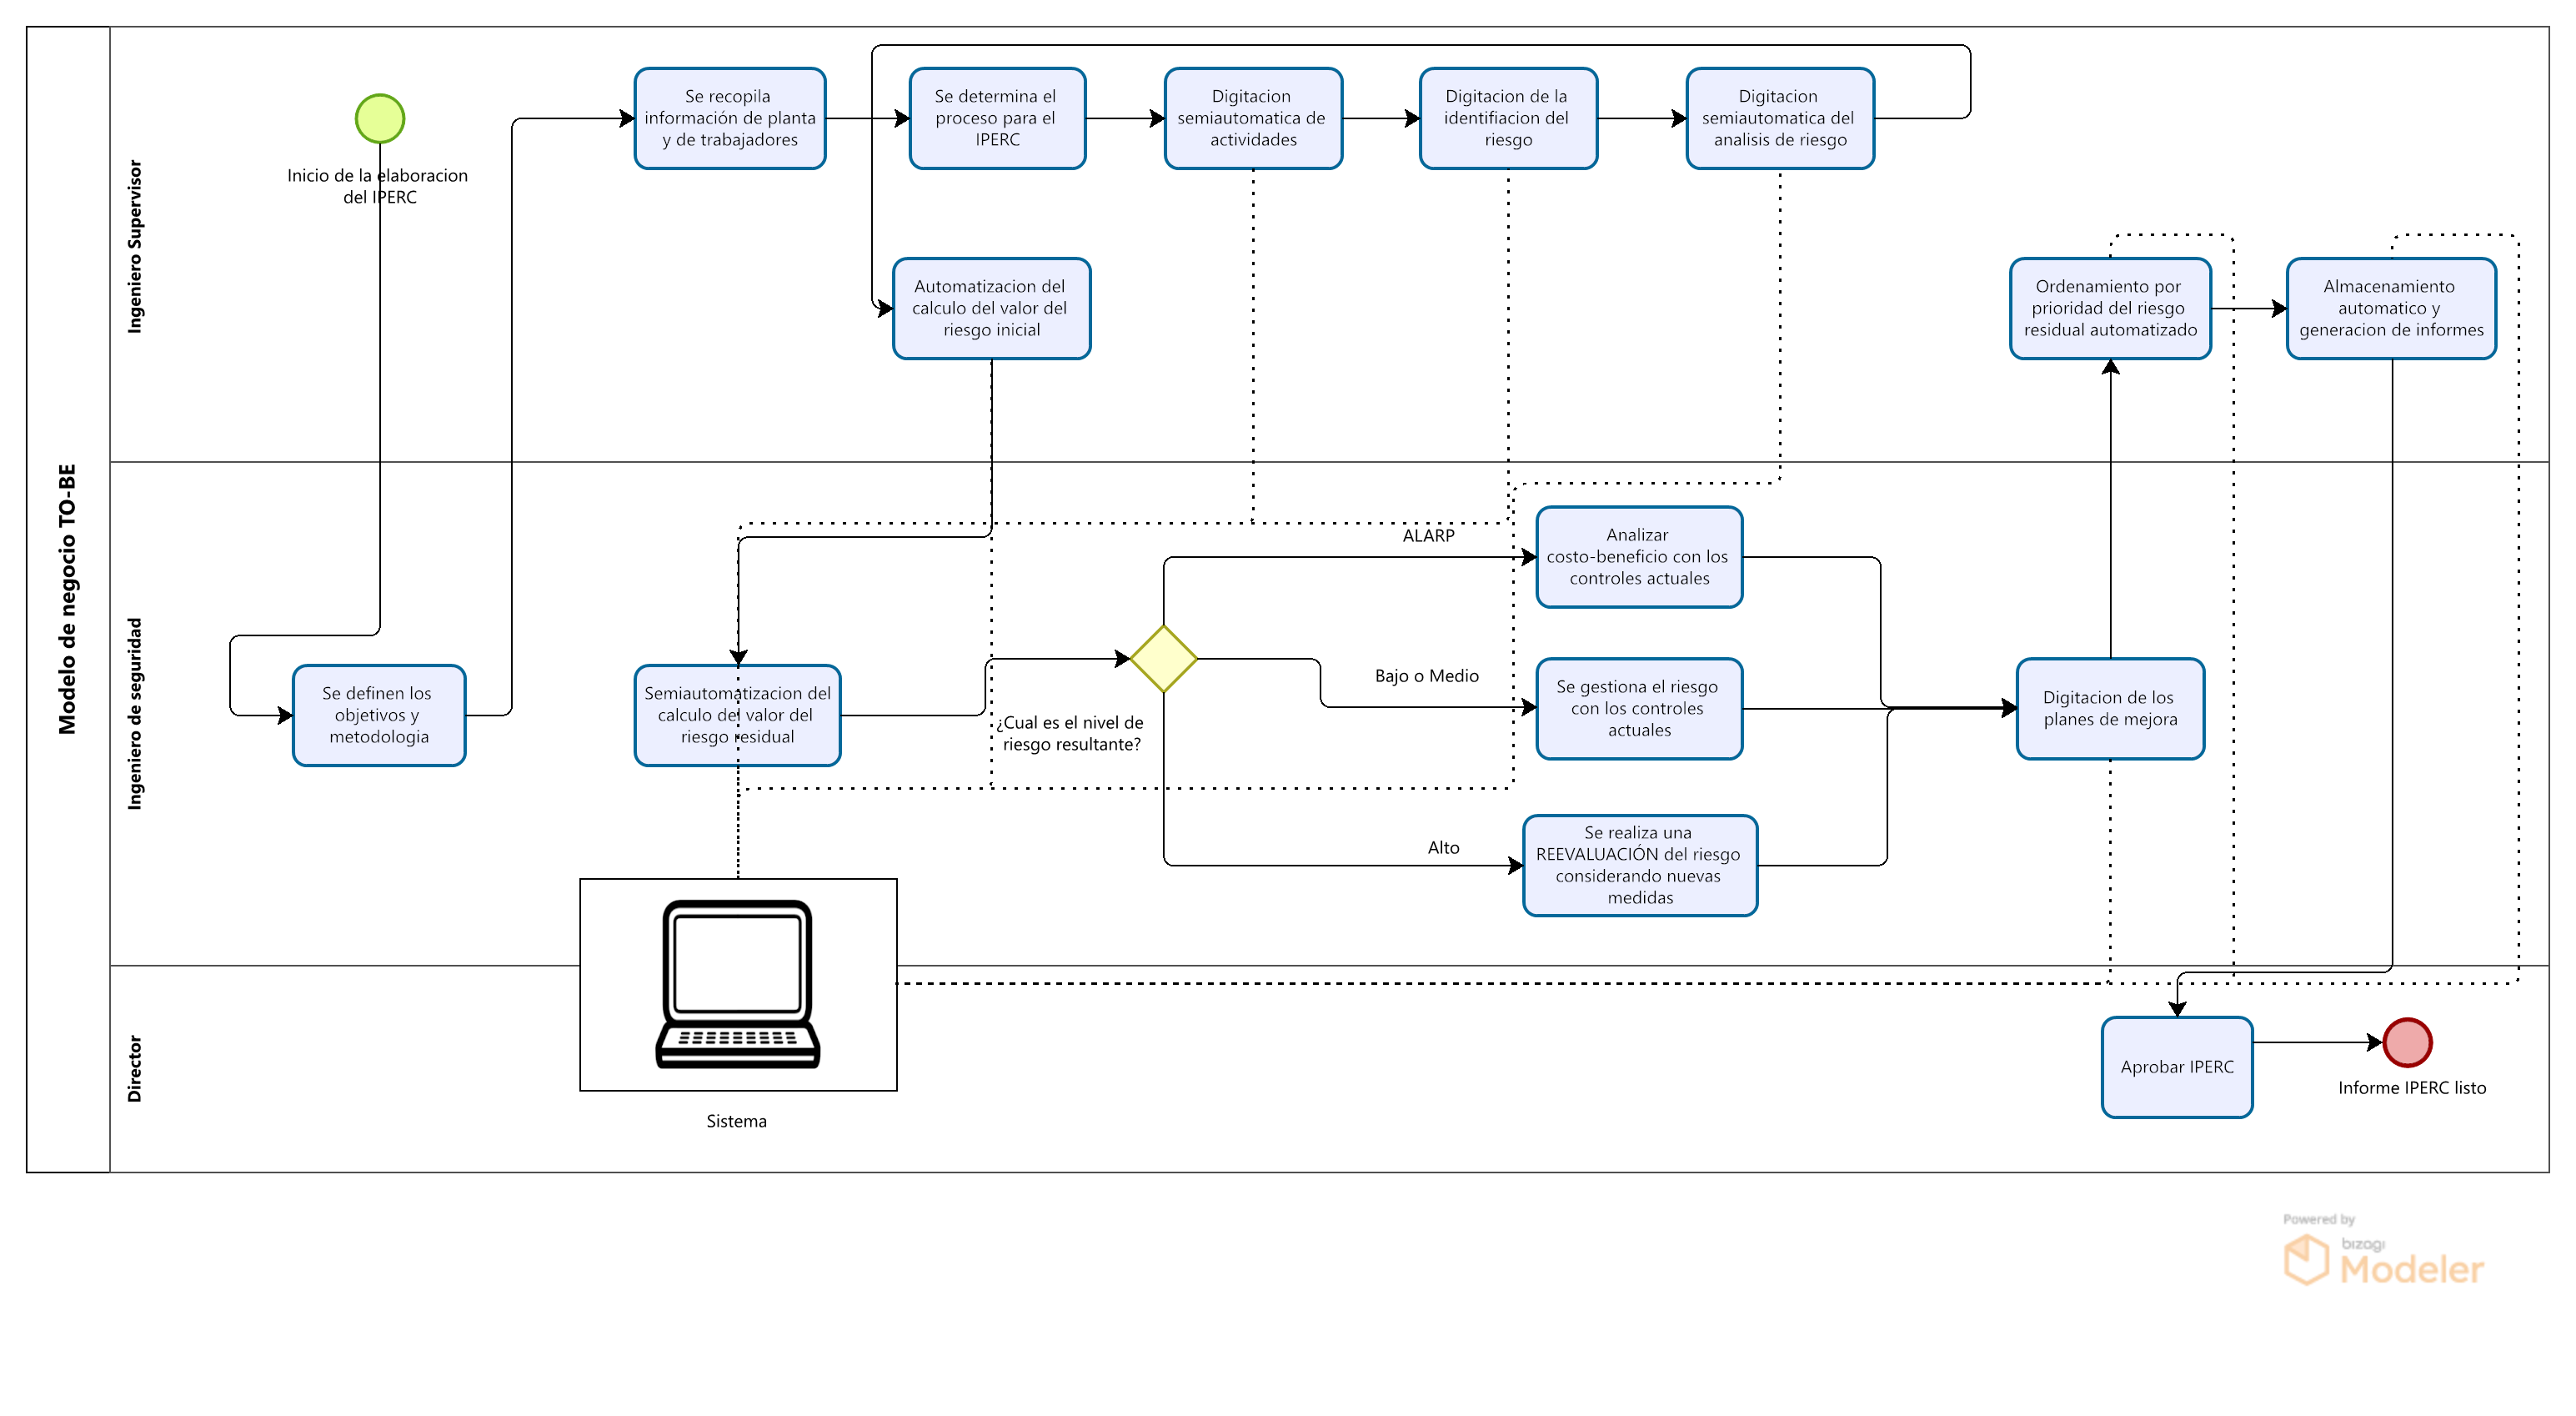 Modelo de negocio TO-BE
Ingeniero Supervisor
Inicio de la elaboracion
del IPERC
Se recopila
información de planta
y de trabajadores
Se determina el
proceso para el
IPERC
Digitacion
semiautomatica de
actividades
Digitacion de la
identifiacion del
riesgo
Digitacion
semiautomatica del
analisis de riesgo
Automatizacion del
calculo del valor del
riesgo inicial
Ordenamiento por
prioridad del riesgo
residual automatizado
Almacenamiento
automatico y
generacion de informes
Ingeniero de seguridad
Se definen los
objetivos y
metodologia
Semiautomatizacion del
calculo del valor del
riesgo residual
¿Cual es el nivel de
riesgo resultante?
ALARP
Analizar
costo-beneficio con los
controles actuales
Bajo o Medio
Se gestiona el riesgo
con los controles
actuales
Alto
Se realiza una
REEVALUACIÓN del riesgo
considerando nuevas
medidas
Digitacion de los
planes de mejora
Director
Sistema
Aprobar IPERC
Informe IPERC listo
Powered by
bizagi
Modeler